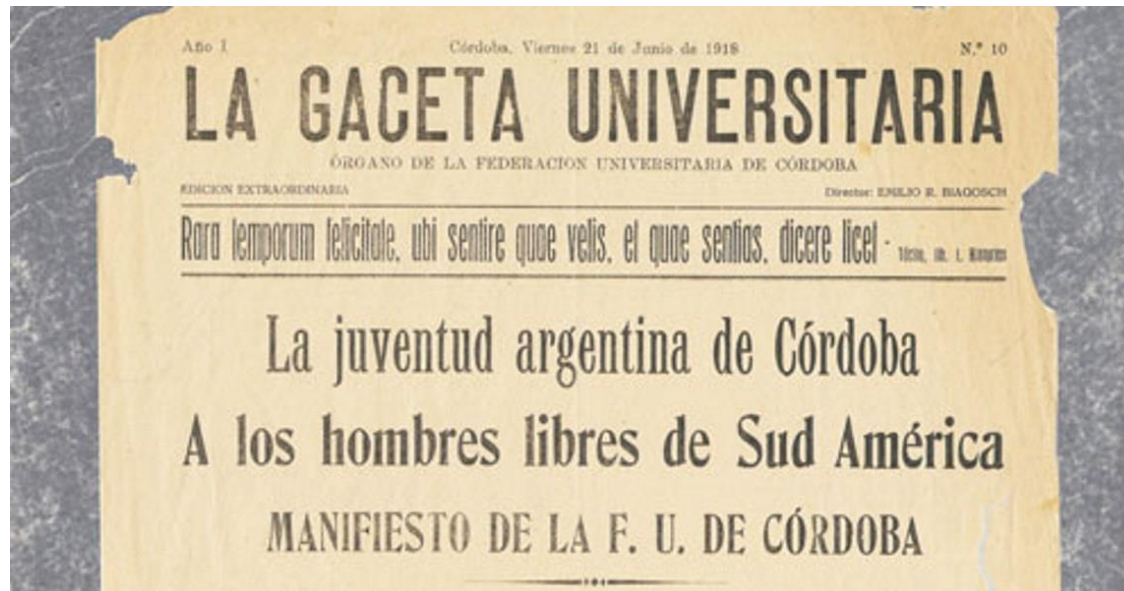 Año 1 Córdoba, Viernes 21 de Junio de 1918 N.º 10
LA GACETA UNIVERSITARIA
ÓRGANO DE LA FEDERACION UNIVERSITARIA DE CÓRDOBA
EDICION EXTRAORDINARIA Director: EMILIO R. BIAGOSCH
Rara temporum felicitate, ubi sentire quae velis, et quae sentias, dicere licet - lib. I.
La juventud argentina de Córdoba
A los hombres libres de Sud América
MANIFIESTO DE LA F. U. DE CÓRDOBA